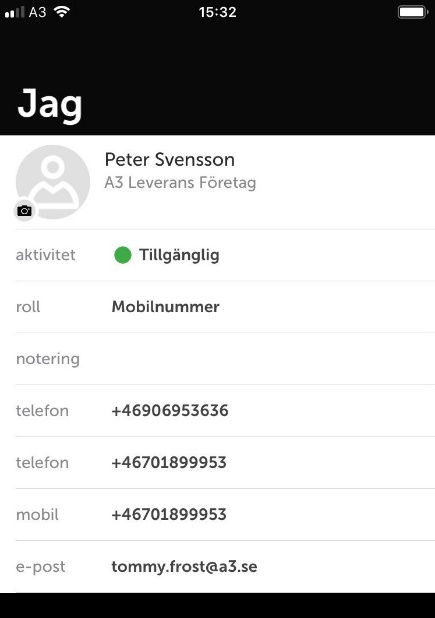 A3
15:32
Jag
Peter Svensson
A3 Leverans Företag
aktivitet Tillgänglig
roll Mobilnummer
notering
telefon +46906953636
telefon +46701899953
mobil +46701899953
e-post tommy.frost@a3.se